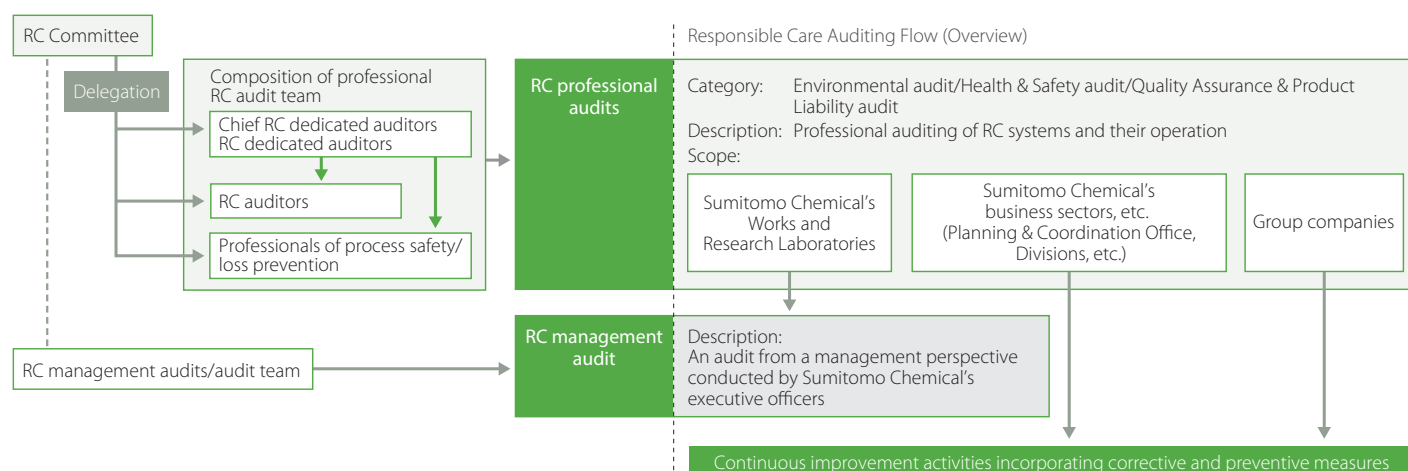 RC Committee
Delegation
Composition of professional
RC audit team
Chief RC dedicated auditors
RC dedicated auditors
RC auditors
Professionals of process safety/
loss prevention
RC management audits/audit team
Responsible Care Auditing Flow (Overview)
RC professional
audits
Category: Environmental audit/Health & Safety audit/Quality Assurance & Product
Liability audit
Description: Professional auditing of RC systems and their operation
Scope:
Sumitomo Chemical’s
Works and
Research Laboratories
Sumitomo Chemical’s
business sectors, etc.
(Planning & Coordination Office,
Divisions, etc.)
Group companies
RC management
audit
Description:
An audit from a management perspective
conducted by Sumitomo Chemical’s
executive officers
Continuous improvement activities incorporating corrective and preventive measures